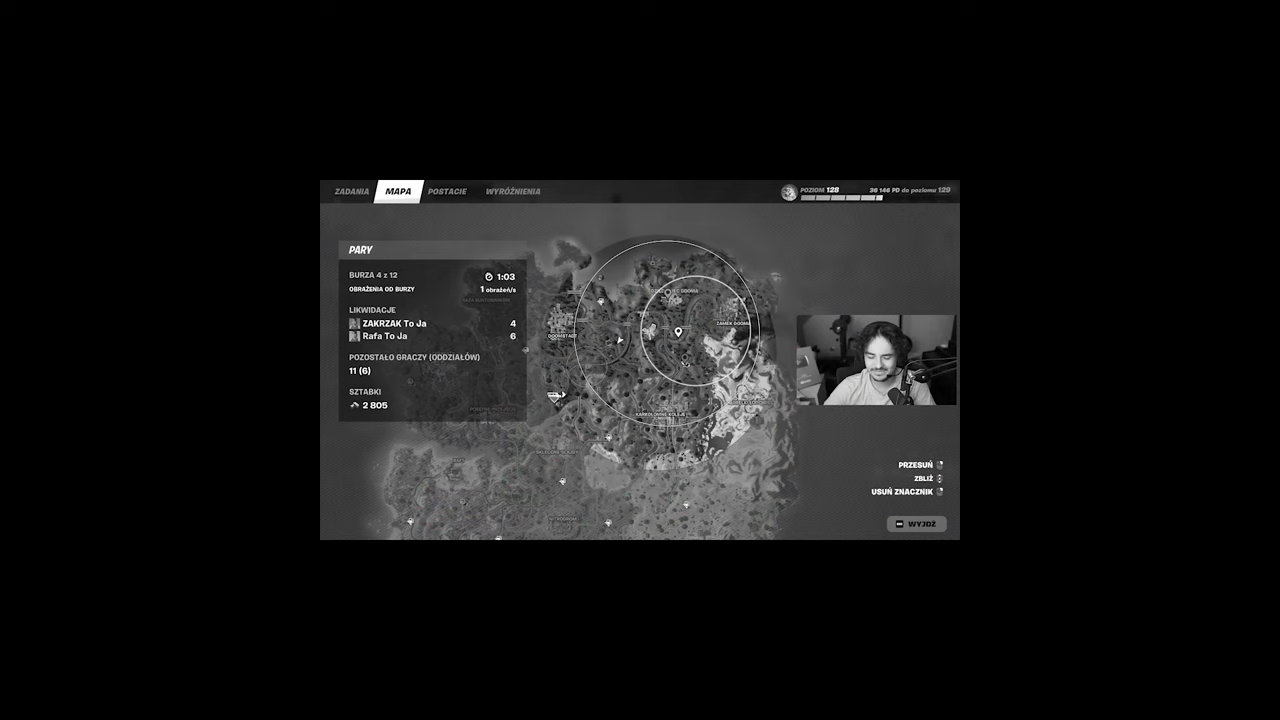 ZADANIA
MAPA
POSTACIE
WYRÓŻNIENIA
POZIOM 128
36 146 PD do poziomu 129
PARY
BURZA 4 z 12
1:03
OBRAŻENIA OD BURZY
1 obrażeń/s
LIKWIDACJE
ZAKRZAK To Ja
4
Rafa To Ja
6
POZOSTAŁO GRACZY (ODDZIAŁÓW)
11 (6)
SZTABKI
2 805
ZAMEK DOOMA
KARKOŁOMNE KOLEJE
PRZESUŃ
ZBLIŻ
USUŃ ZNACZNIK
WYJDŹ